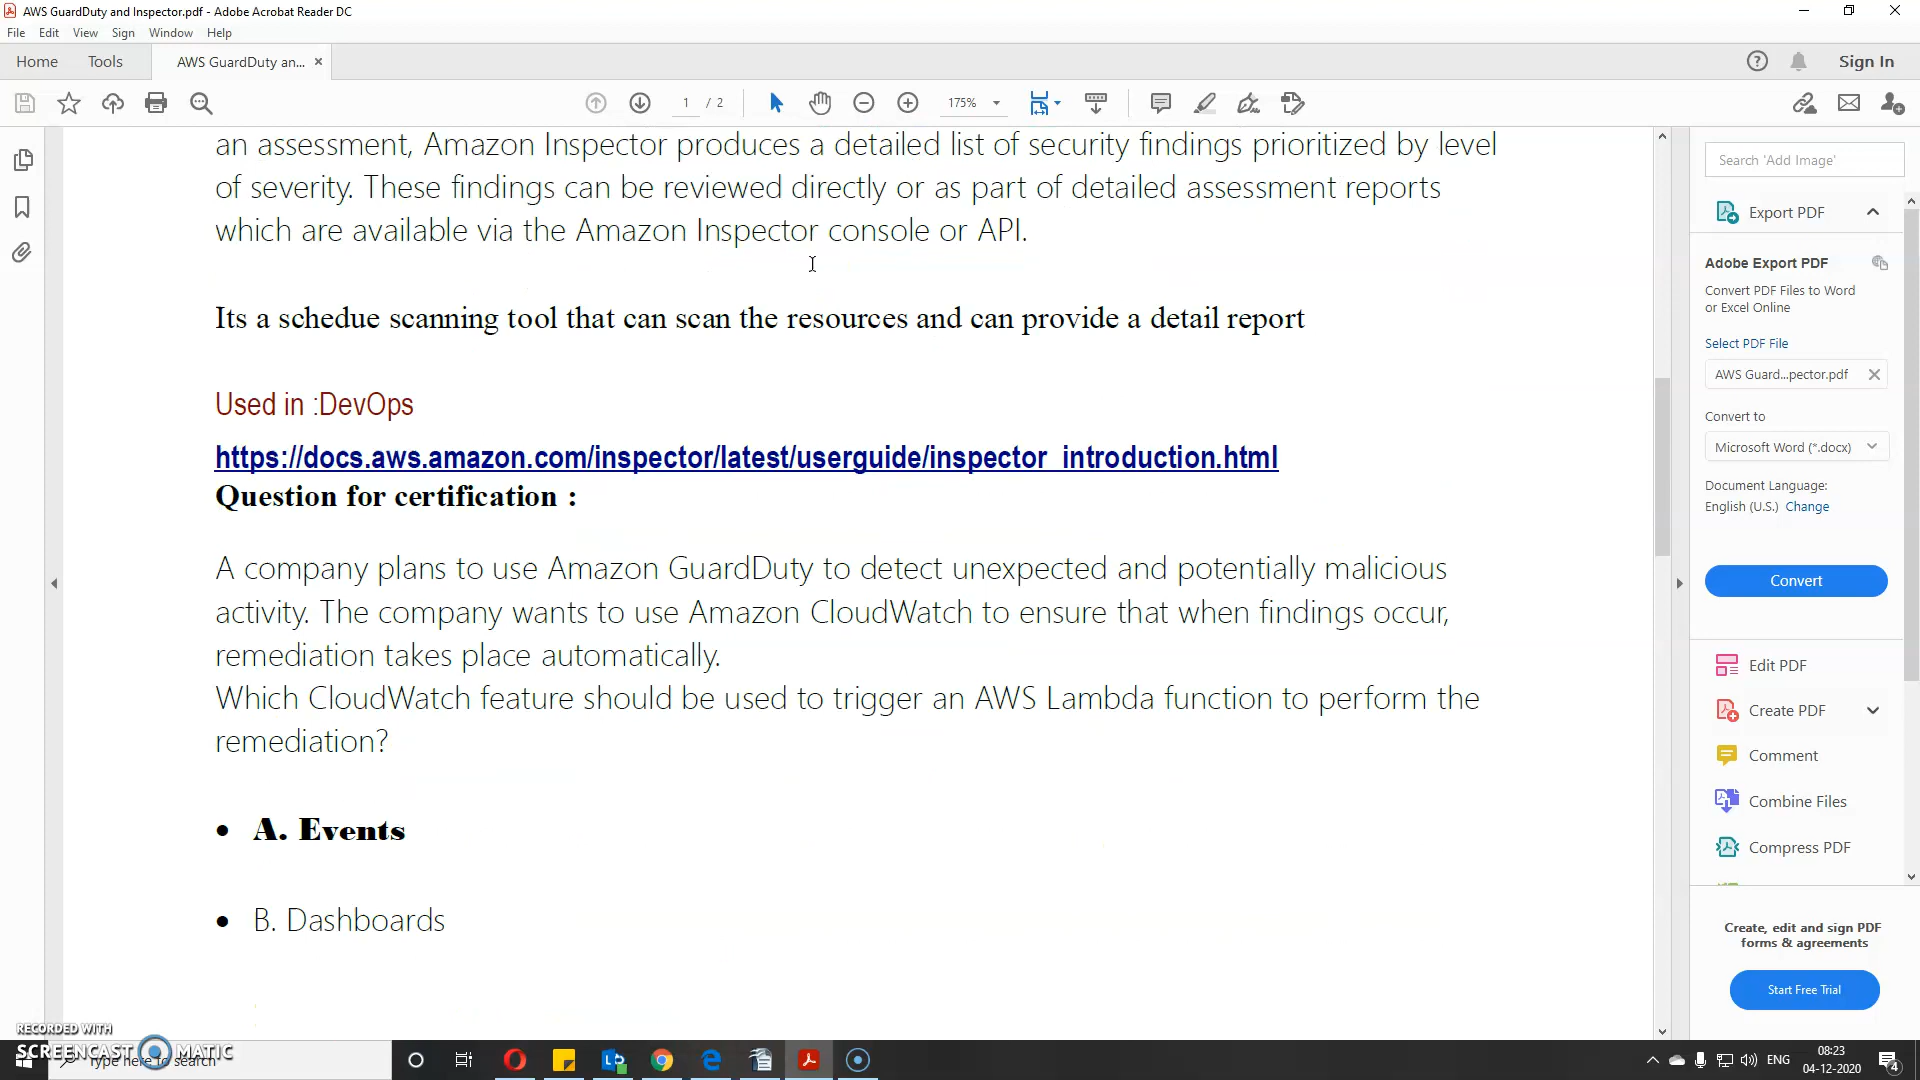 AWS GuardDuty and Inspector.pdf - Adobe Acrobat Reader DC
File Edit View Sign Window Help
Home Tools AWS GuardDuty an... × Sign In
1 / 2 175%
an assessment, Amazon Inspector produces a detailed list of security findings prioritized by level
of severity. These findings can be reviewed directly or as part of detailed assessment reports
which are available via the Amazon Inspector console or API.
Its a schedue scanning tool that can scan the resources and can provide a detail report
Used in :DevOps
https://docs.aws.amazon.com/inspector/latest/userguide/inspector_introduction.html
Question for certification :
A company plans to use Amazon GuardDuty to detect unexpected and potentially malicious
activity. The company wants to use Amazon CloudWatch to ensure that when findings occur,
remediation takes place automatically.
Which CloudWatch feature should be used to trigger an AWS Lambda function to perform the
remediation?
• A. Events
• B. Dashboards
Search 'Add Image'
Export PDF
Adobe Export PDF
Convert PDF Files to Word
or Excel Online
Select PDF File
AWS Guard...pector.pdf
Convert to
Microsoft Word (*.docx)
Document Language:
English (U.S.) Change
Convert
Edit PDF
Create PDF
Comment
Combine Files
Compress PDF
Create, edit and sign PDF
forms & agreements
Start Free Trial
RECORDED WITH
SCREENCAST MATIC
Type here to search
ENG
08:23
04-12-2020
4